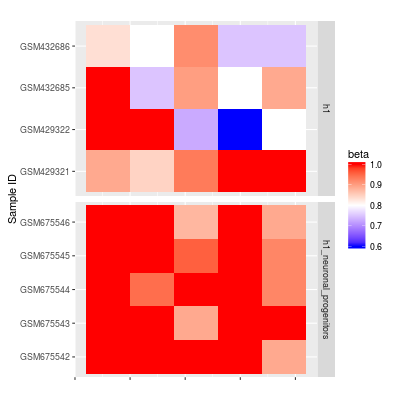 GSM432686
GSM432685
GSM429322
GSM429321
h1
GSM675546
GSM675545
GSM675544
GSM675543
GSM675542
h1_neuronal_progenitors
Sample ID
beta
1.0
0.9
0.8
0.7
0.6